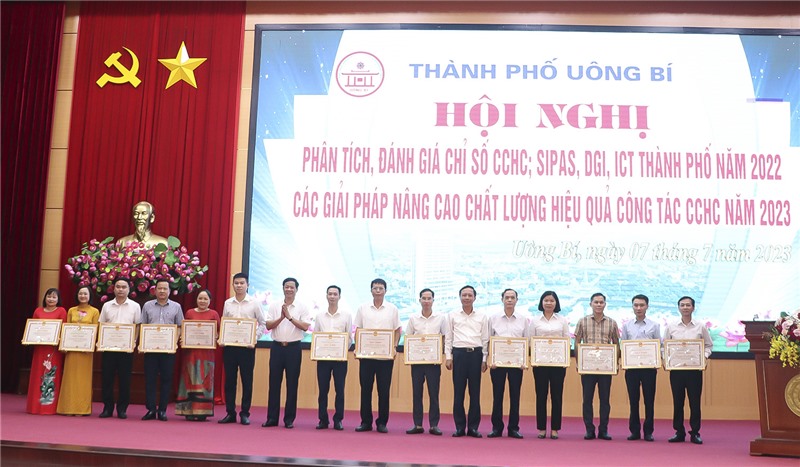 THÀNH PHỐ UÔNG BÍ
HỘI NGHỊ
PHÂN TÍCH, ĐÁNH GIÁ CHỈ SỐ CCHC; SIPAS, DGI, ICT THÀNH PHỐ NĂM 2022
CÁC GIẢI PHÁP NÂNG CAO CHẤT LƯỢNG HIỆU QUẢ CÔNG TÁC CCHC NĂM 2023
Uông Bí, ngày 07 tháng 7 năm 2023